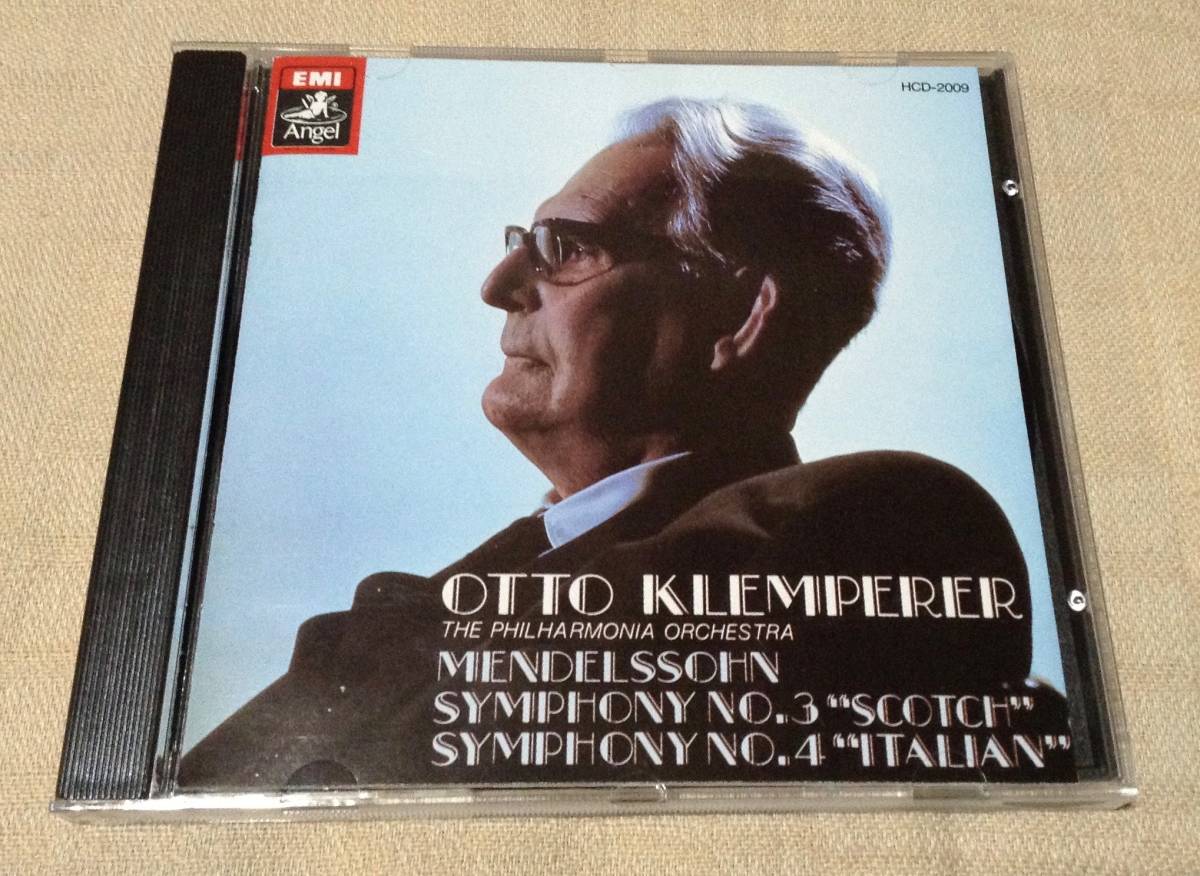 EMI
Angel
HCD-2009
OTTO KLEMPERER
THE PHILHARMONIA ORCHESTRA
MENDELSSOHN
SYMPHONY NO.3 “SCOTCH”
SYMPHONY NO.4 “ITALIAN”